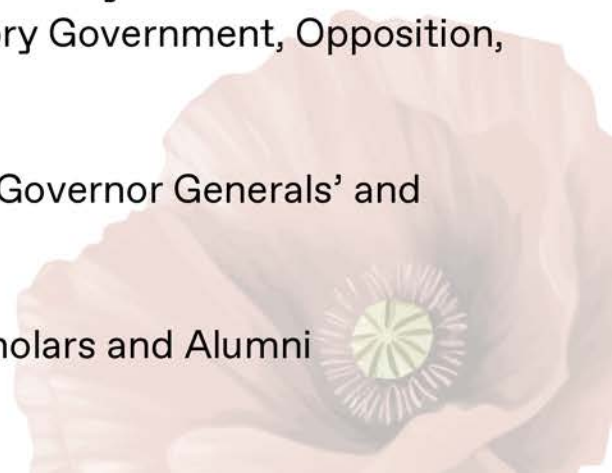 ry Government, Opposition,
Governor Generals’ and
holars and Alumni